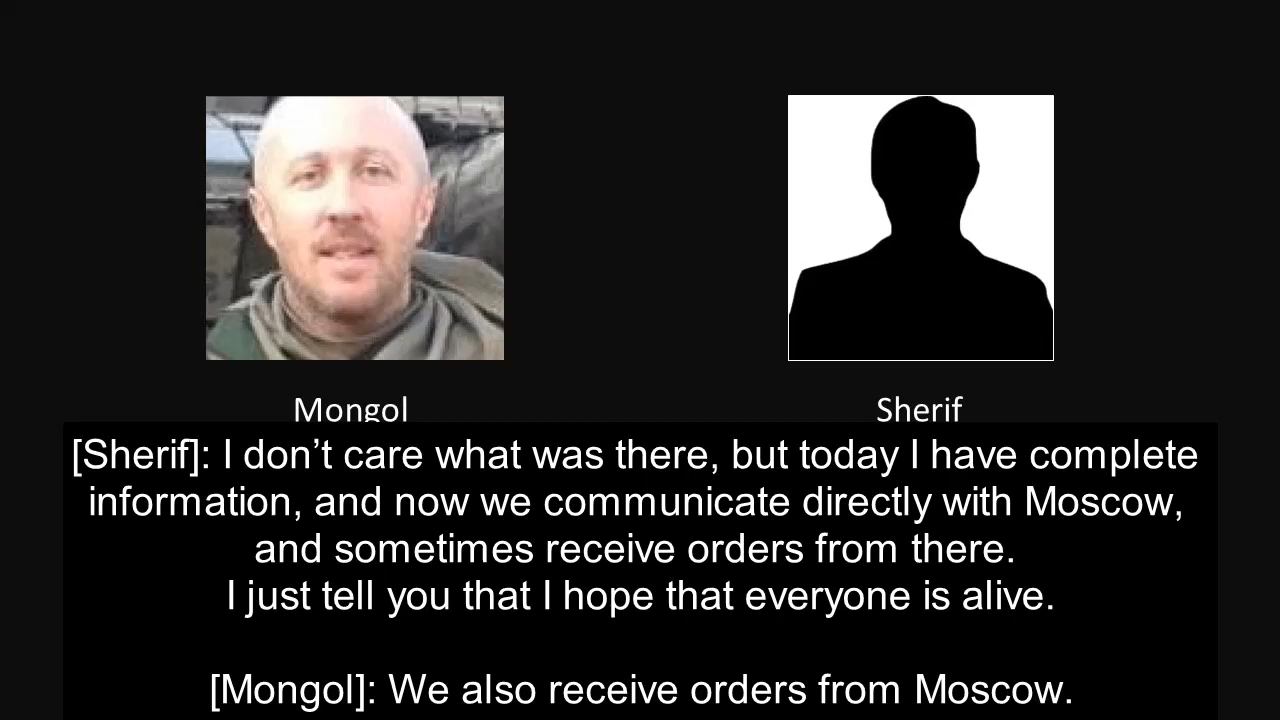 Mongol
Sherif
[Sherif]: I don’t care what was there, but today I have complete
information, and now we communicate directly with Moscow,
and sometimes receive orders from there.
I just tell you that I hope that everyone is alive.
[Mongol]: We also receive orders from Moscow.